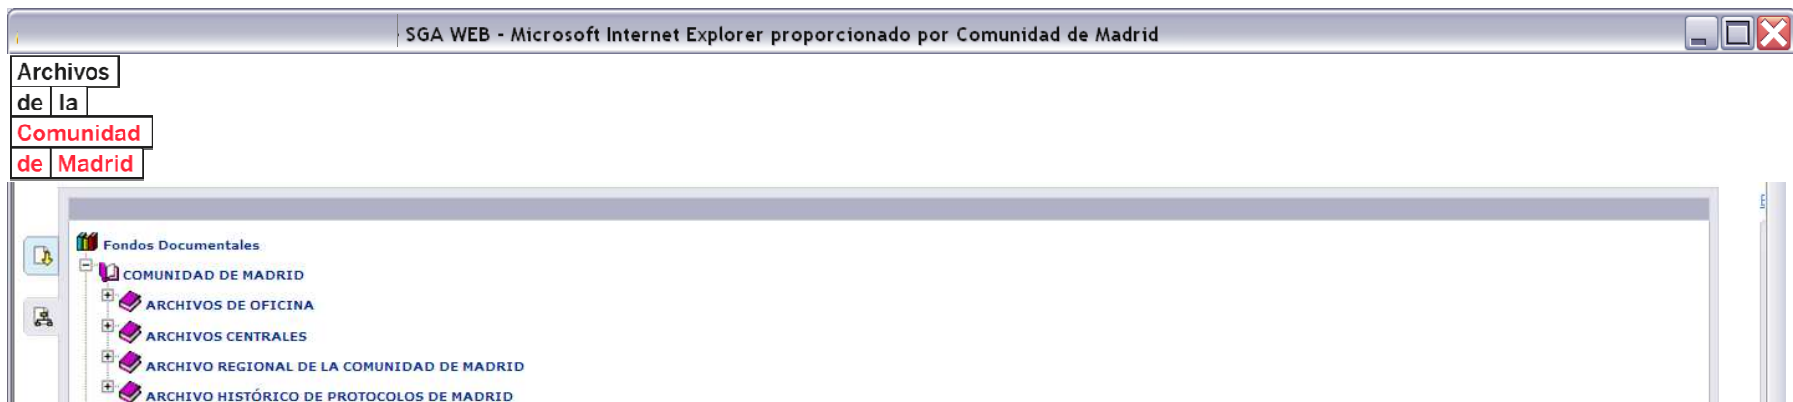 SGA WEB - Microsoft Internet Explorer proporcionado por Comunidad de Madrid
Archivos
de la
Comunidad
de Madrid
Fondos Documentales
COMUNIDAD DE MADRID
ARCHIVOS DE OFICINA
ARCHIVOS CENTRALES
ARCHIVO REGIONAL DE LA COMUNIDAD DE MADRID
ARCHIVO HISTÓRICO DE PROTOCOLOS DE MADRID